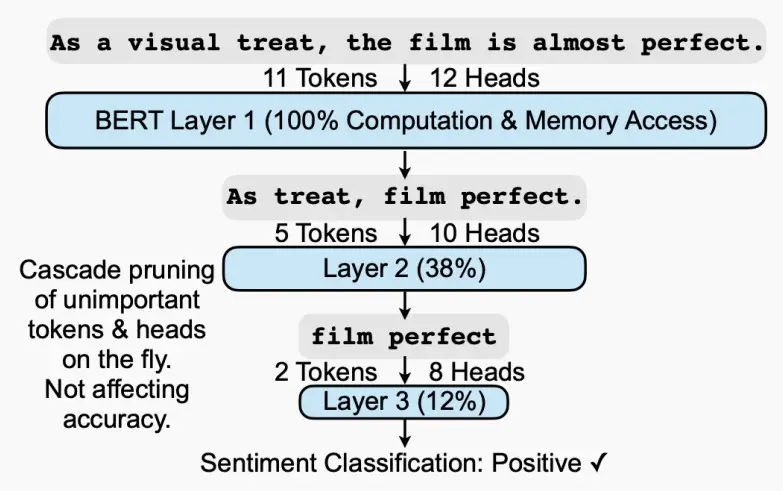 As a visual treat, the film is almost perfect.
11 Tokens 12 Heads
BERT Layer 1 (100% Computation & Memory Access)
As treat, film perfect.
5 Tokens 10 Heads
Layer 2 (38%)
Cascade pruning
of unimportant
tokens & heads
on the fly.
Not affecting
accuracy.
film perfect
2 Tokens 8 Heads
Layer 3 (12%)
Sentiment Classification: Positive ✓